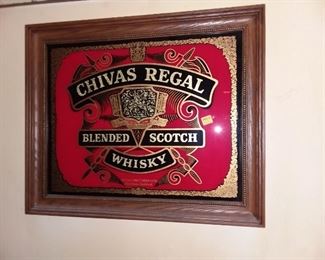 CHIVAS REGAL
BLENDED SCOTCH
WHISKY